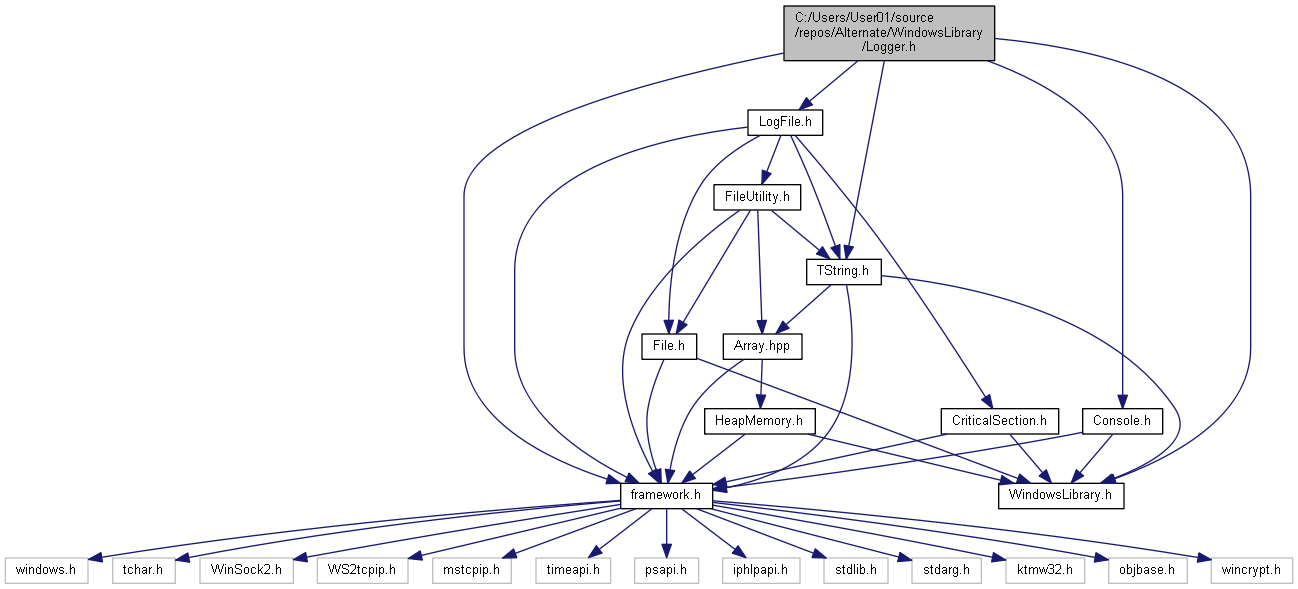 C:/Users/User01/source
/repos/Alternate/WindowsLibrary
/Logger.h
LogFile.h
FileUtility.h
TString.h
File.h
Array.hpp
HeapMemory.h
CriticalSection.h
Console.h
framework.h
WindowsLibrary.h
windows.h
tchar.h
WinSock2.h
WS2tcpip.h
mstcpip.h
timeapi.h
psapi.h
iphlpapi.h
stdlib.h
stdarg.h
ktmw32.h
objbase.h
wincrypt.h